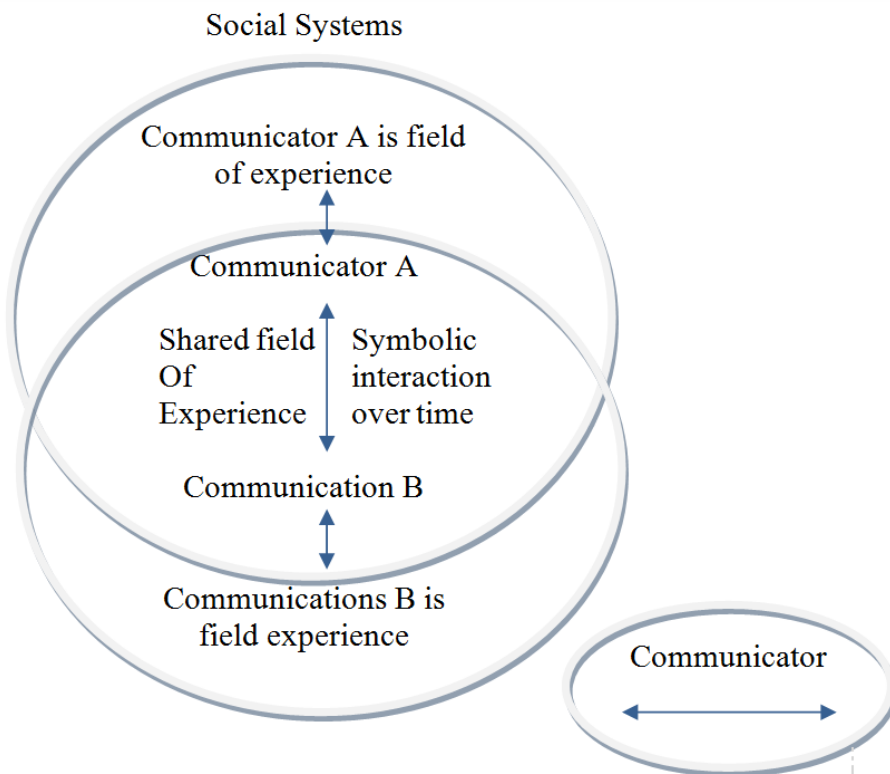 Social Systems
Communicator A is field
of experience
Communicator A
Shared field
Of
Experience
Symbolic
interaction
over time
Communication B
Communications B is
field experience
Communicator